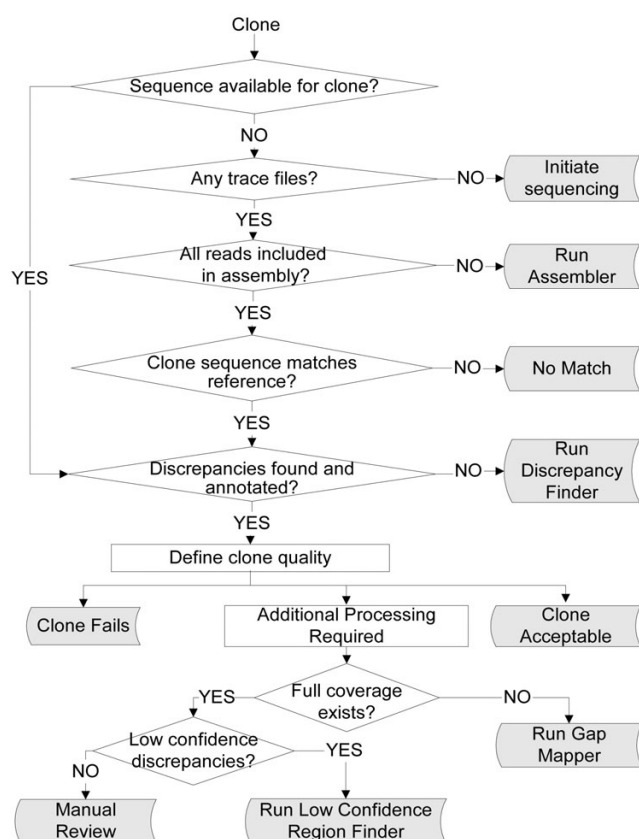 Clone
Sequence available for clone?
NO
Any trace files?
NO
Initiate
sequencing
YES
YES
All reads included
in assembly?
NO
Run
Assembler
YES
Clone sequence matches
reference?
NO
No Match
YES
Discrepancies found and
annotated?
NO
Run
Discrepancy
Finder
YES
Define clone quality
Clone Fails
Additional Processing
Required
Clone
Acceptable
YES
Full coverage
exists?
NO
Low confidence
discrepancies?
YES
Run Gap
Mapper
NO
Manual
Review
Run Low Confidence
Region Finder